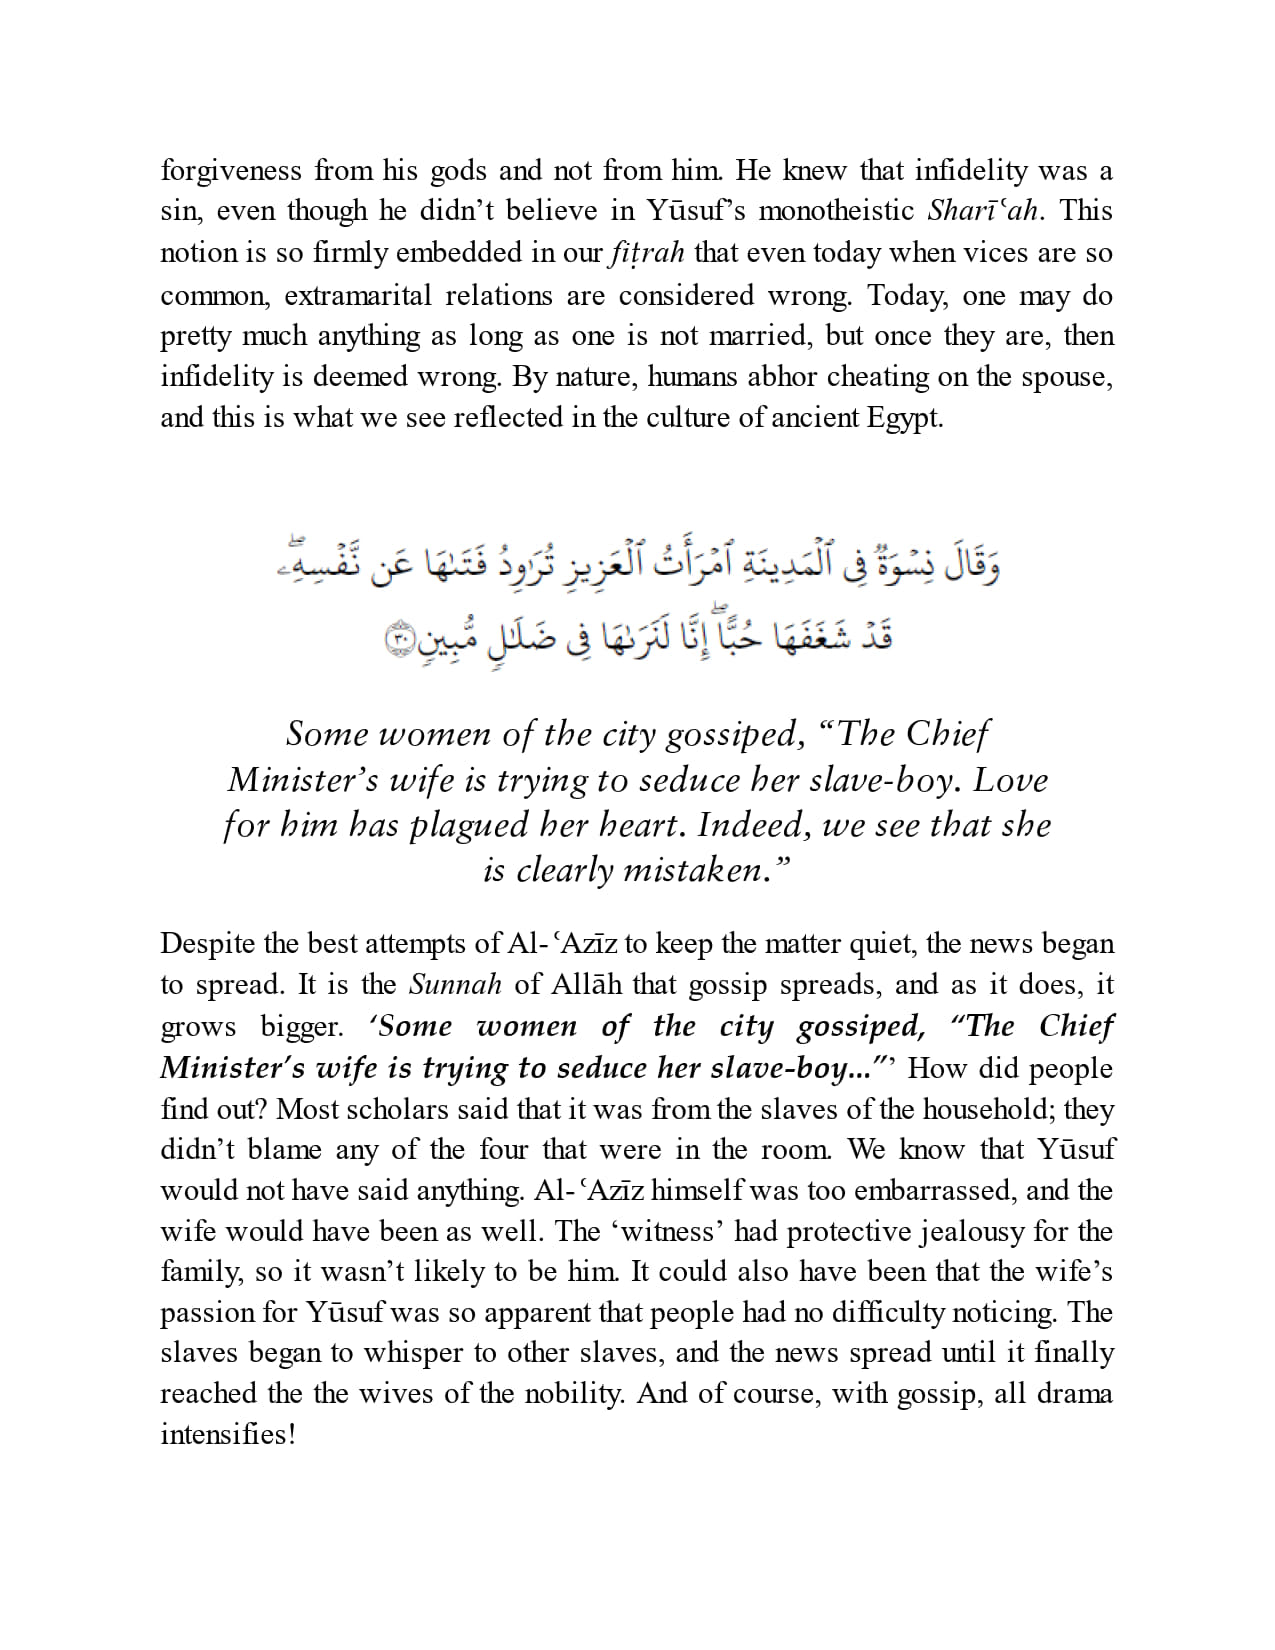 forgiveness from his gods and not from him. He knew that infidelity was a
sin, even though he didn’t believe in Yūsuf’s monotheistic Sharīʿah. This
notion is so firmly embedded in our fiṭrah that even today when vices are so
common, extramarital relations are considered wrong. Today, one may do
pretty much anything as long as one is not married, but once they are, then
infidelity is deemed wrong. By nature, humans abhor cheating on the spouse,
and this is what we see reflected in the culture of ancient Egypt.
وَقَالَ نِسۡوَةٞ فِي ٱلۡمَدِينَةِ ٱمۡرَأَتُ ٱلۡعَزِيزِ تُرَٰوِدُ فَتَىٰهَا عَن نَّفۡسِهِۦۖ
قَدۡ شَغَفَهَا حُبًّاۖ إِنَّا لَنَرَىٰهَا فِي ضَلَٰلٖ مُّبِينٖ ٣٠
Some women of the city gossiped, “The Chief
Minister’s wife is trying to seduce her slave-boy. Love
for him has plagued her heart. Indeed, we see that she
is clearly mistaken.”
Despite the best attempts of Al-ʿAzīz to keep the matter quiet, the news began
to spread. It is the Sunnah of Allāh that gossip spreads, and as it does, it
grows bigger. ‘Some women of the city gossiped, “The Chief
Minister’s wife is trying to seduce her slave-boy...”’ How did people
find out? Most scholars said that it was from the slaves of the household; they
didn’t blame any of the four that were in the room. We know that Yūsuf
would not have said anything. Al-ʿAzīz himself was too embarrassed, and the
wife would have been as well. The ‘witness’ had protective jealousy for the
family, so it wasn’t likely to be him. It could also have been that the wife’s
passion for Yūsuf was so apparent that people had no difficulty noticing. The
slaves began to whisper to other slaves, and the news spread until it finally
reached the the wives of the nobility. And of course, with gossip, all drama
intensifies!